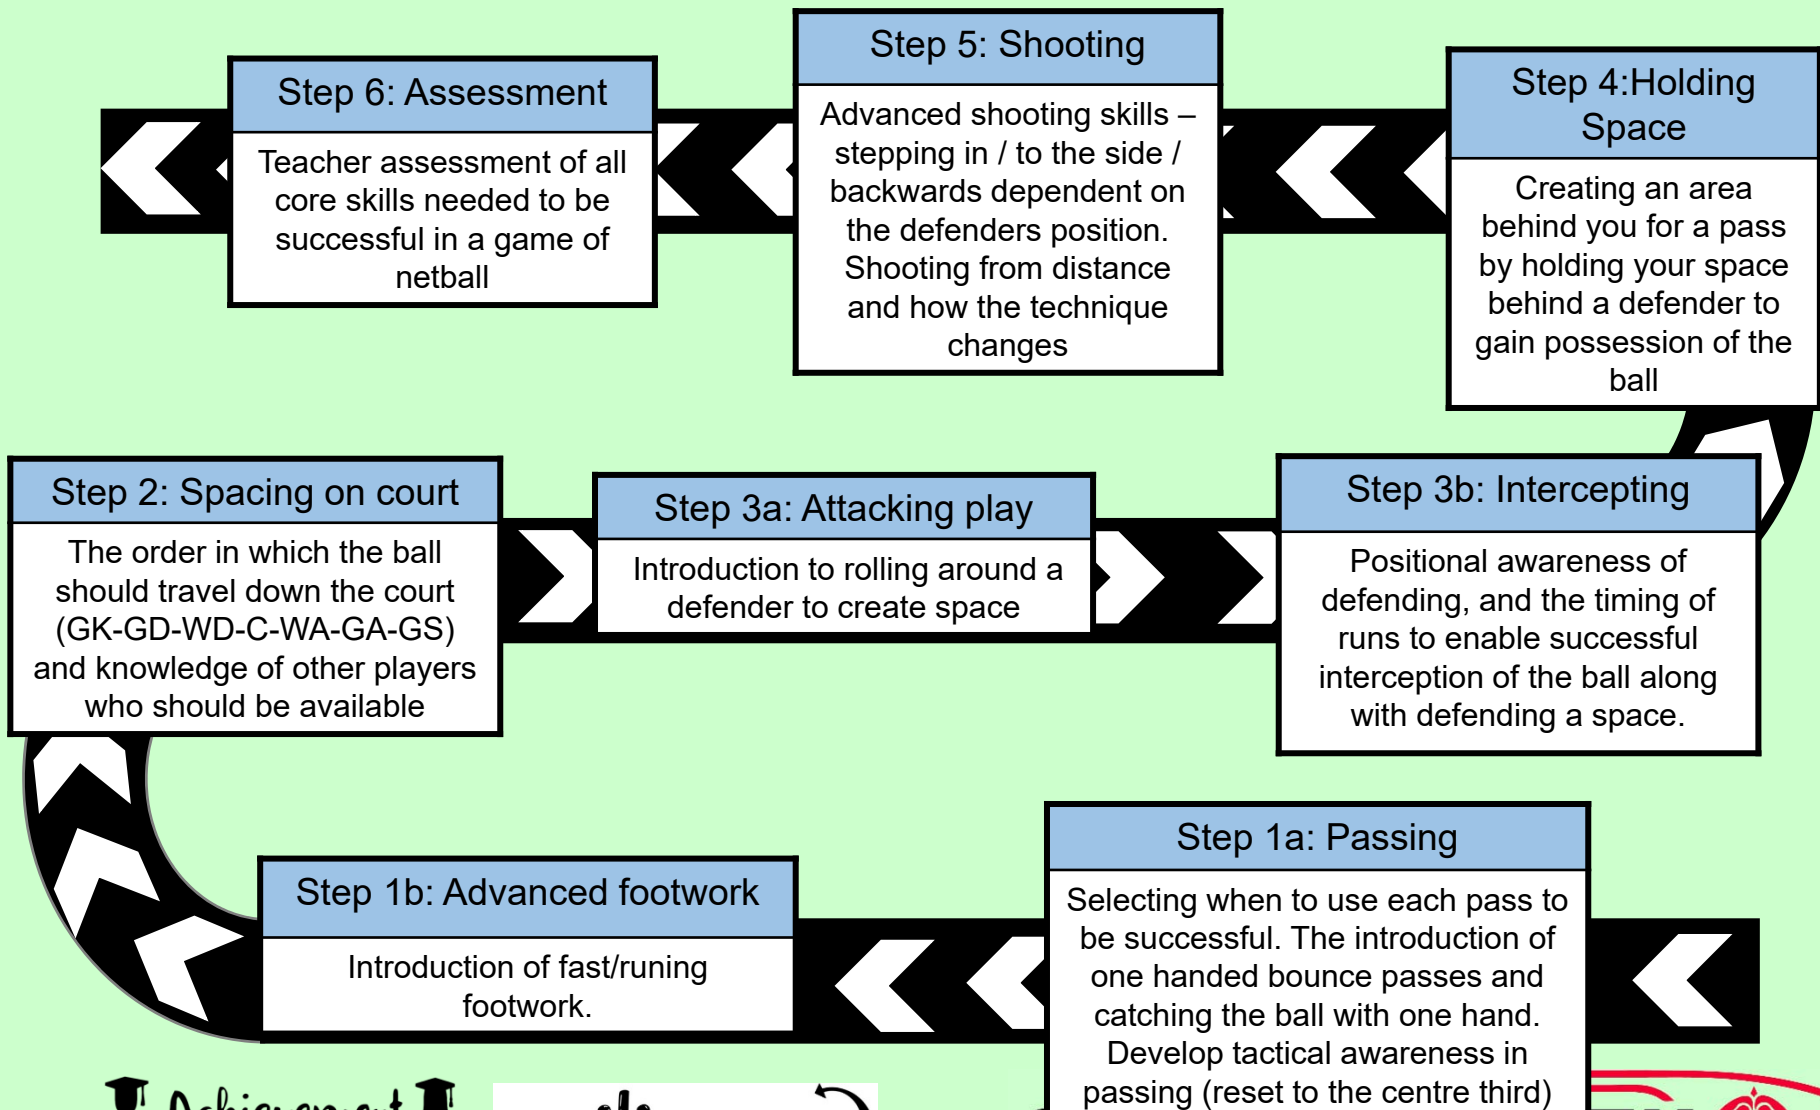 Step 5: Shooting
Advanced shooting skills –
stepping in / to the side /
backwards dependent on
the defenders position.
Shooting from distance
and how the technique
changes
Step 6: Assessment
Teacher assessment of all
core skills needed to be
successful in a game of
netball
Step 4:Holding
Space
Creating an area
behind you for a pass
by holding your space
behind a defender to
gain possession of the
ball
Step 2: Spacing on court
The order in which the ball
should travel down the court
(GK-GD-WD-C-WA-GA-GS)
and knowledge of other players
who should be available
Step 3a: Attacking play
Introduction to rolling around a
defender to create space
Step 3b: Intercepting
Positional awareness of
defending, and the timing of
runs to enable successful
interception of the ball along
with defending a space.
Step 1b: Advanced footwork
Introduction of fast/runing
footwork.
Step 1a: Passing
Selecting when to use each pass to
be successful. The introduction of
one handed bounce passes and
catching the ball with one hand.
Develop tactical awareness in
passing (reset to the centre third)
Achievement